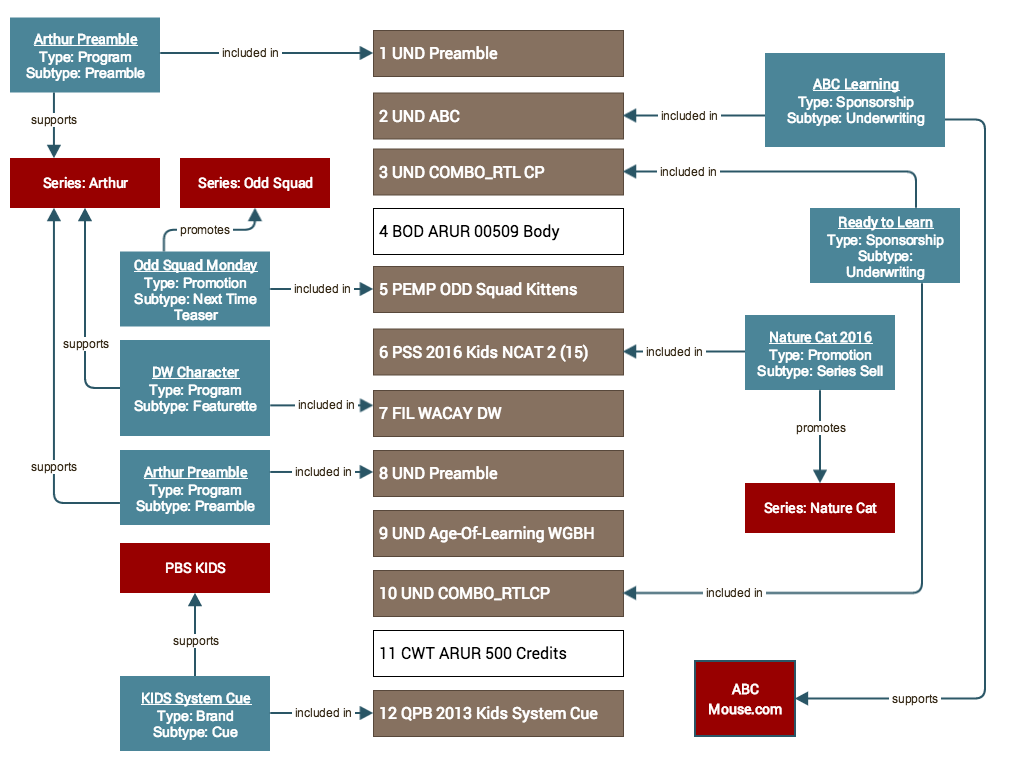 Arthur Preamble
Type: Program
Subtype: Preamble
included in
1 UND Preamble
supports
Series: Arthur
Series: Odd Squad
promotes
2 UND ABC
included in
ABC Learning
Type: Sponsorship
Subtype: Underwriting
3 UND COMBO_RTL CP
included in
Ready to Learn
Type: Sponsorship
Subtype:
Underwriting
4 BOD ARUR 00509 Body
Odd Squad Monday
Type: Promotion
Subtype: Next Time
Teaser
included in
5 PEMP ODD Squad Kittens
6 PSS 2016 Kids NCAT 2 (15)
included in
Nature Cat 2016
Type: Promotion
Subtype: Series Sell
supports
DW Character
Type: Program
Subtype: Featurette
included in
7 FIL WACAY DW
promotes
Series: Nature Cat
supports
Arthur Preamble
Type: Program
Subtype: Preamble
included in
8 UND Preamble
9 UND Age-Of-Learning WGBH
PBS KIDS
10 UND COMBO_RTLCP
included in
supports
11 CWT ARUR 500 Credits
KIDS System Cue
Type: Brand
Subtype: Cue
included in
12 QPB 2013 Kids System Cue
ABC
Mouse.com
supports